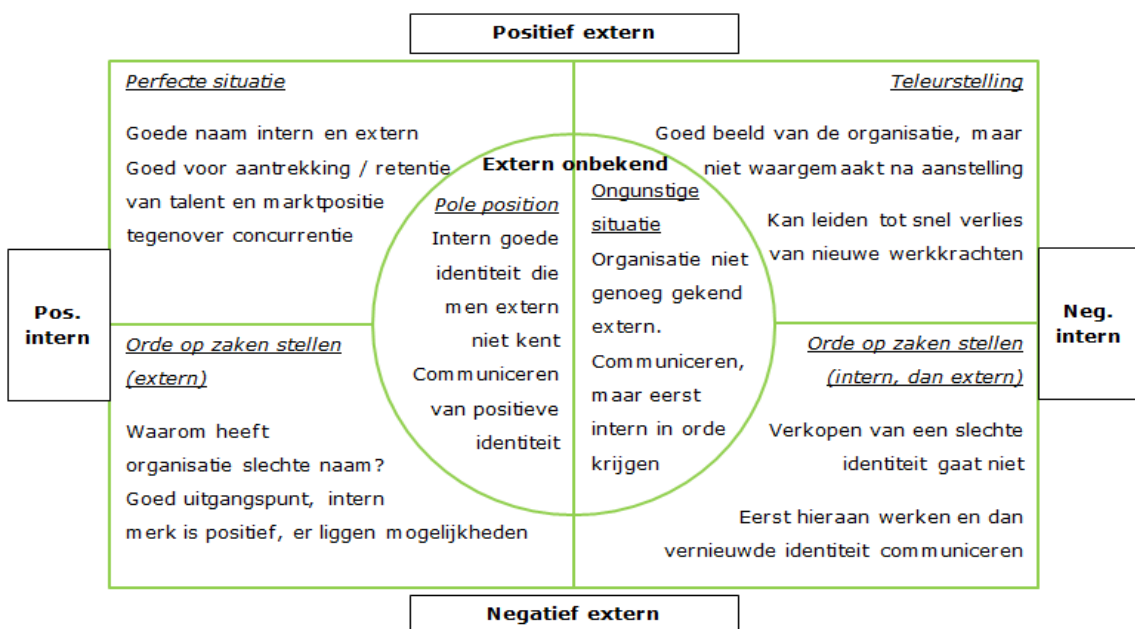 Positief extern
Perfecte situatie
Goede naam intern en extern
Goed voor aantrekking / retentie
van talent en marktpositie
tegenover concurrentie
Teleurstelling
Goed beeld van de organisatie, maar
niet waargemaakt na aanstelling
Kan leiden tot snel verlies
van nieuwe werkkrachten
Extern onbekend
Pole position
Intern goede
identiteit die
men extern
niet kent
Communiceren
van positieve
identiteit
Ongunstige
situatie
Organisatie niet
genoeg gekend
extern.
Communiceren,
maar eerst
intern in orde
krijgen
Pos.
intern
Neg.
intern
Orde op zaken stellen
(extern)
Waarom heeft
organisatie slechte naam?
Goed uitgangspunt, intern
merk is positief, er liggen mogelijkheden
Orde op zaken stellen
(intern, dan extern)
Verkopen van een slechte
identiteit gaat niet
Eerst hieraan werken en dan
vernieuwde identiteit communiceren
Negatief extern